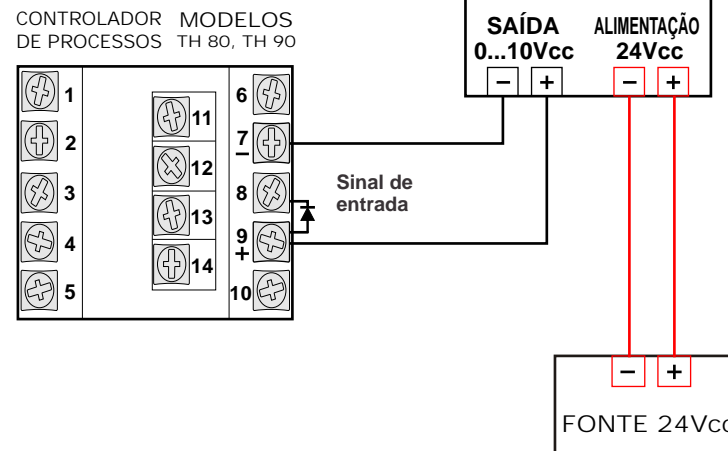 CONTROLADOR MODELOS
DE PROCESSOS TH 80, TH 90
SAÍDA
0...10Vcc
− +
ALIMENTAÇÃO
24Vcc
− +
1
2
3
4
5
11
12
13
14
6
7
−
8
9
+
10
Sinal de
entrada
− +
FONTE 24Vcc